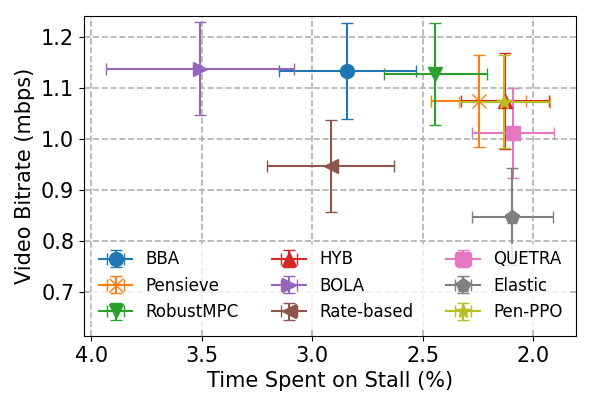 1.2
1.1
1.0
0.9
0.8
0.7
Video Bitrate (mbps)
BBA HYB QUETRA
Pensieve BOLA Elastic
RobustMPC Rate-based Pen-PPO
4.0 3.5 3.0 2.5 2.0
Time Spent on Stall (%)